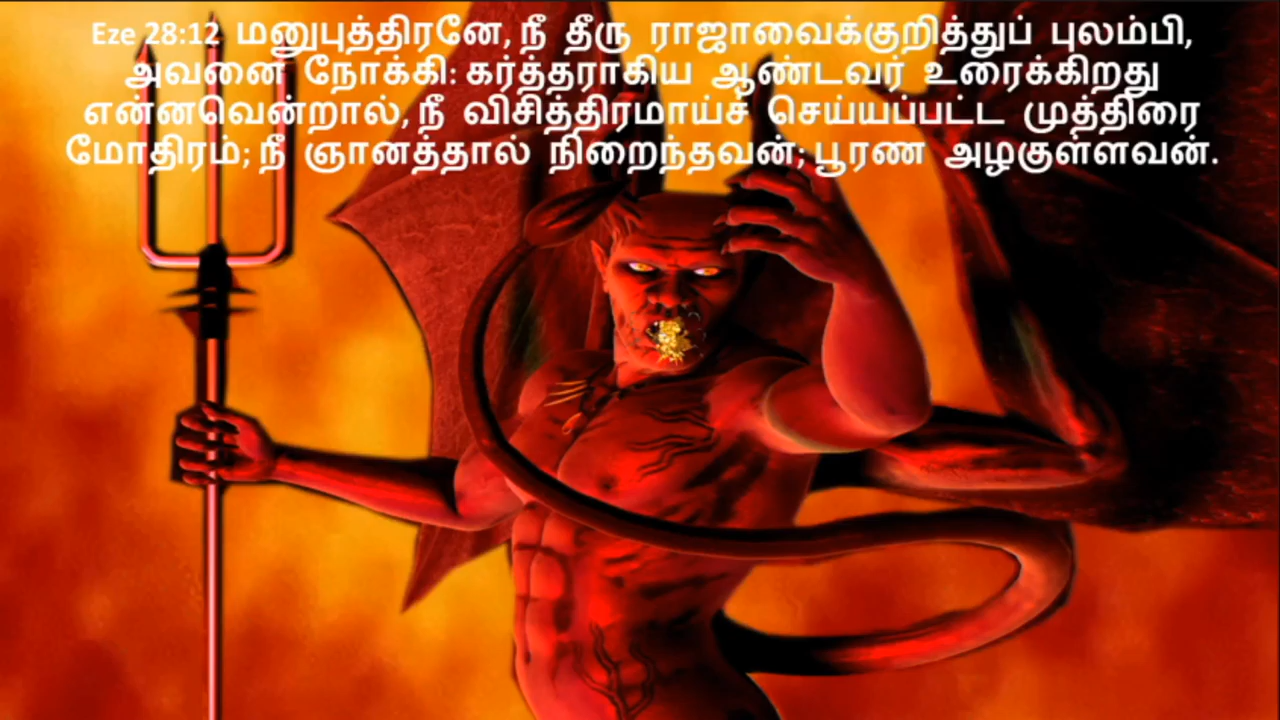 Eze 28:12 மனுபுத்திரனே, நீ தீரு ராஜாவைக்குறித்துப் புலம்பி,
அவனை நோக்கி: கர்த்தராகிய ஆண்டவர் உரைக்கிறது
என்னவென்றால், நீ விசித்திரமாய்ச் செய்யப்பட்ட முத்திரை
மோதிரம்; நீ ஞானத்தால் நிறைந்தவன்; பூரண அழகுள்ளவன்.